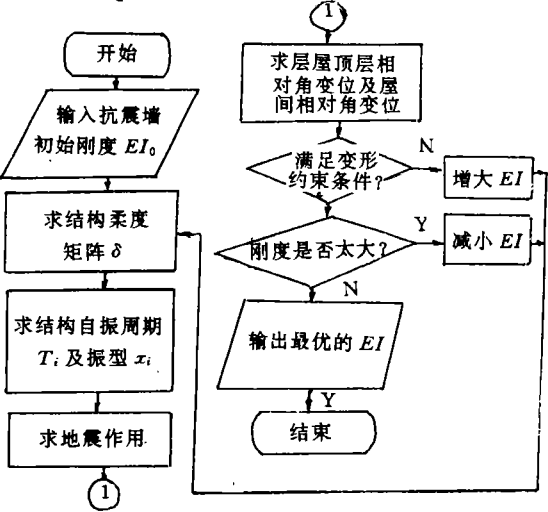 开始
输入抗震墙
初始刚度 EI₀
求结构柔度
矩阵 δ
求结构自振周期
Tᵢ 及振型 xᵢ
求地震作用
1
1
求层屋顶层相
对角变位及屋
间相对角变位
满足变形
约束条件？
N
增大 EI
刚度是否太大？
Y
减小 EI
N
输出最优的 EI
Y
结束